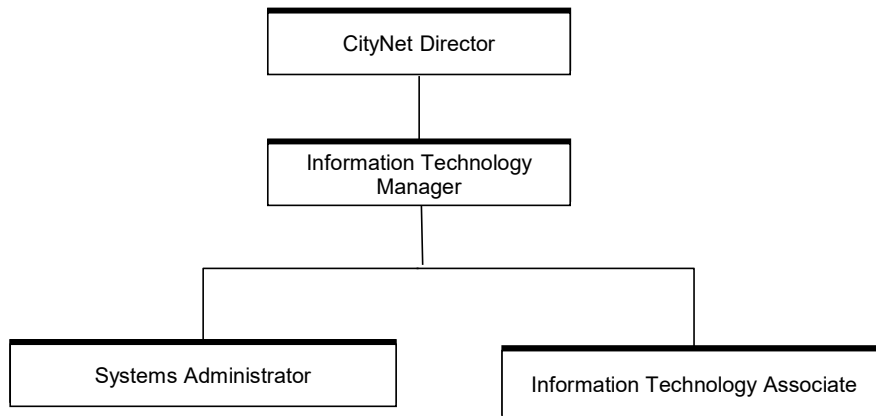 CityNet Director
Information Technology
Manager
Systems Administrator
Information Technology Associate